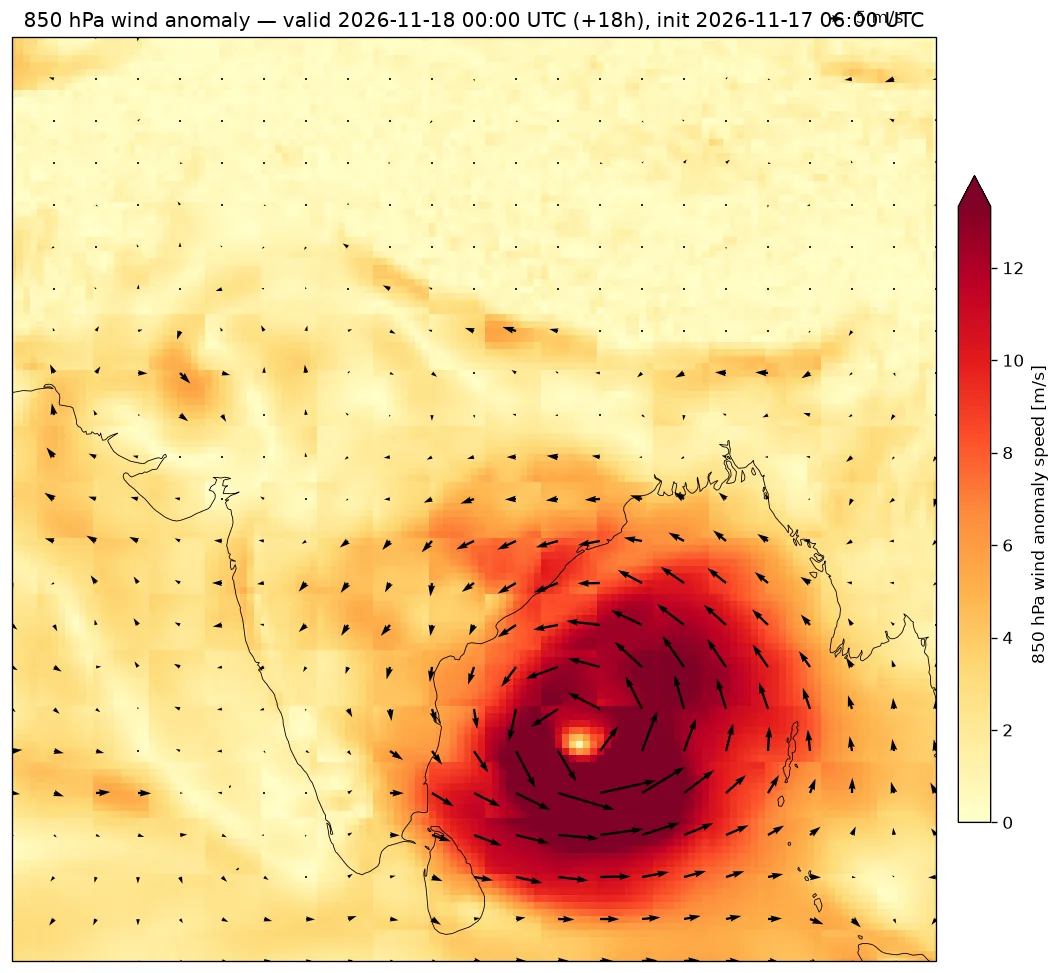 850 hPa wind anomaly — valid 2026-11-18 00:00 UTC (+18h), init 2026-11-17 06:00 UTC
5 m/s
12
10
8
6
4
2
0
850 hPa wind anomaly speed [m/s]